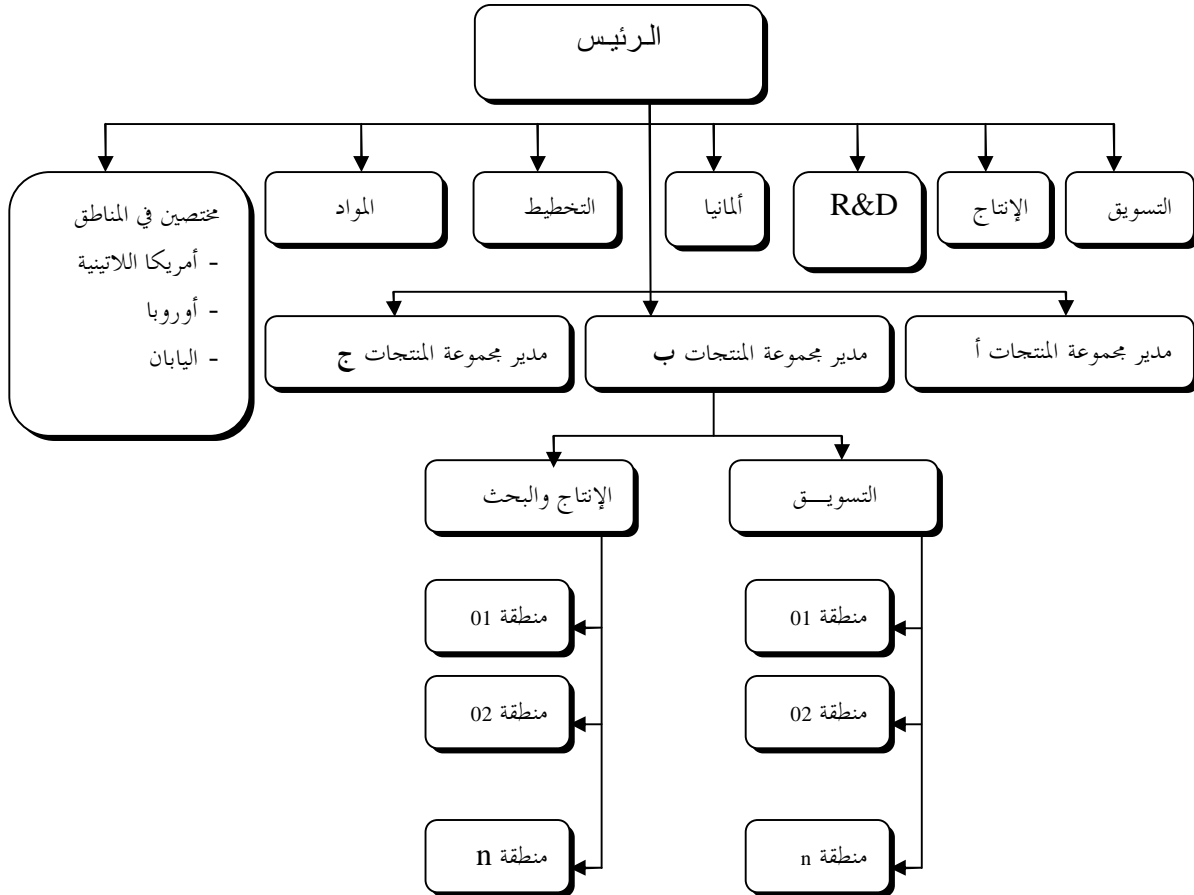 الـرئيـس
التسويق
الإنتاج
R&D
ألمانيا
التخطيط
المواد
مختصين في المناطق
- أمريكا اللاتينية
- أوروبا
- اليابان
مدير مجموعة المنتجات أ
مدير مجموعة المنتجات ب
مدير مجموعة المنتجات ج
التسويــق
الإنتاج والبحث
منطقة 01
منطقة 01
منطقة 02
منطقة 02
منطقة n
منطقة n